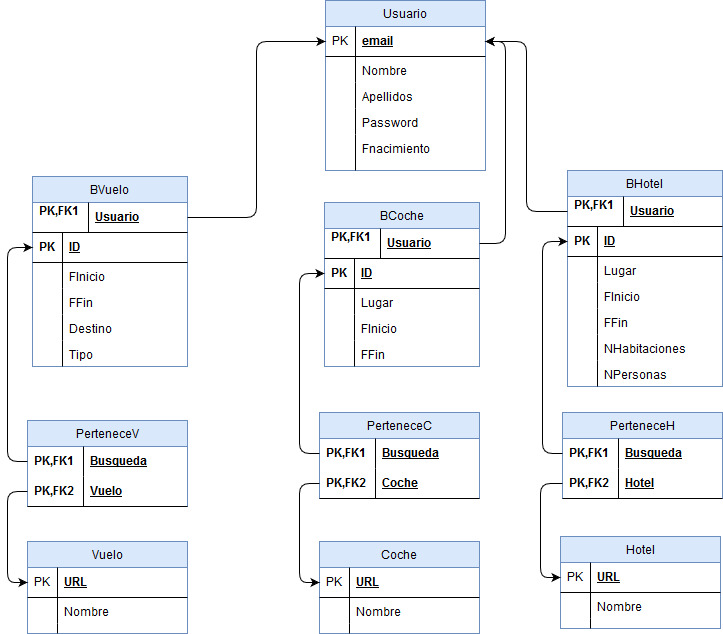 Usuario
PK email
Nombre
Apellidos
Password
Fnacimiento
BVuelo
PK,FK1 Usuario
PK ID
FInicio
FFin
Destino
Tipo
BCoche
PK,FK1 Usuario
PK ID
Lugar
FInicio
FFin
BHotel
PK,FK1 Usuario
PK ID
Lugar
FInicio
FFin
NHabitaciones
NPersonas
PerteneceV
PK,FK1 Busqueda
PK,FK2 Vuelo
PerteneceC
PK,FK1 Busqueda
PK,FK2 Coche
PerteneceH
PK,FK1 Busqueda
PK,FK2 Hotel
Vuelo
PK URL
Nombre
Coche
PK URL
Nombre
Hotel
PK URL
Nombre